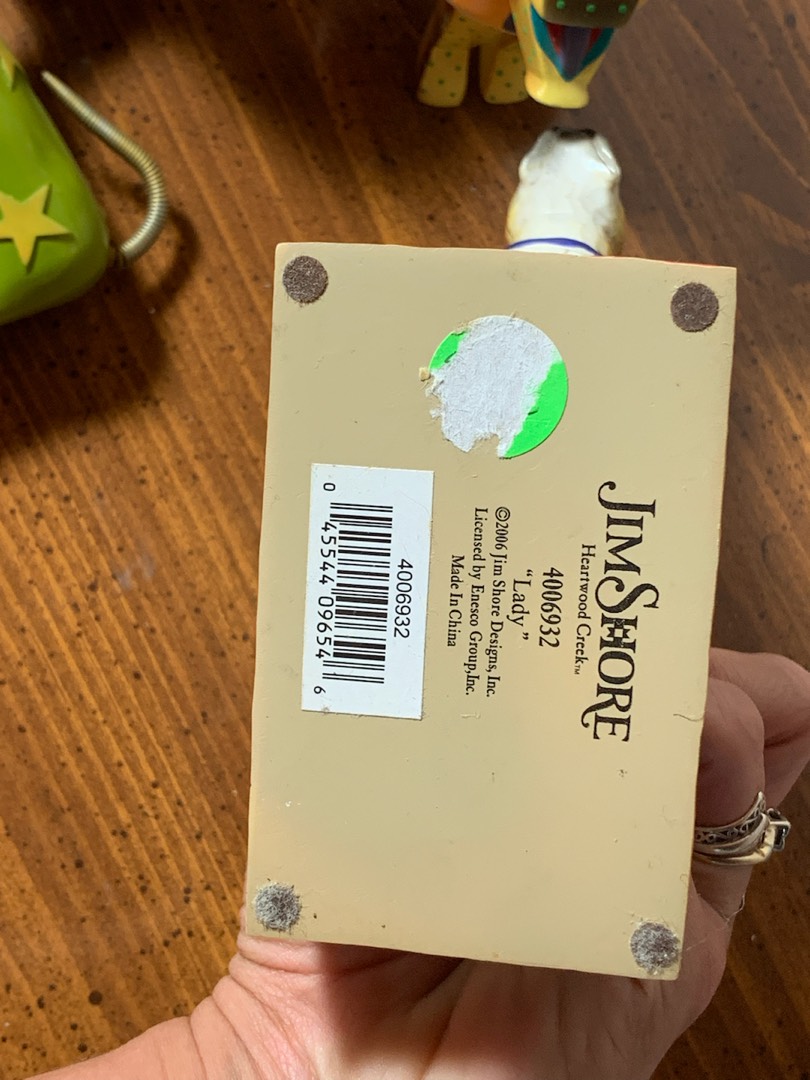 JIM SHORE
Heartwood Creek™
4006932
“Lady”
©2006 Jim Shore Designs, Inc.
Licensed by Enesco Group, Inc.
Made In China
4006932
0 45544 09654 6